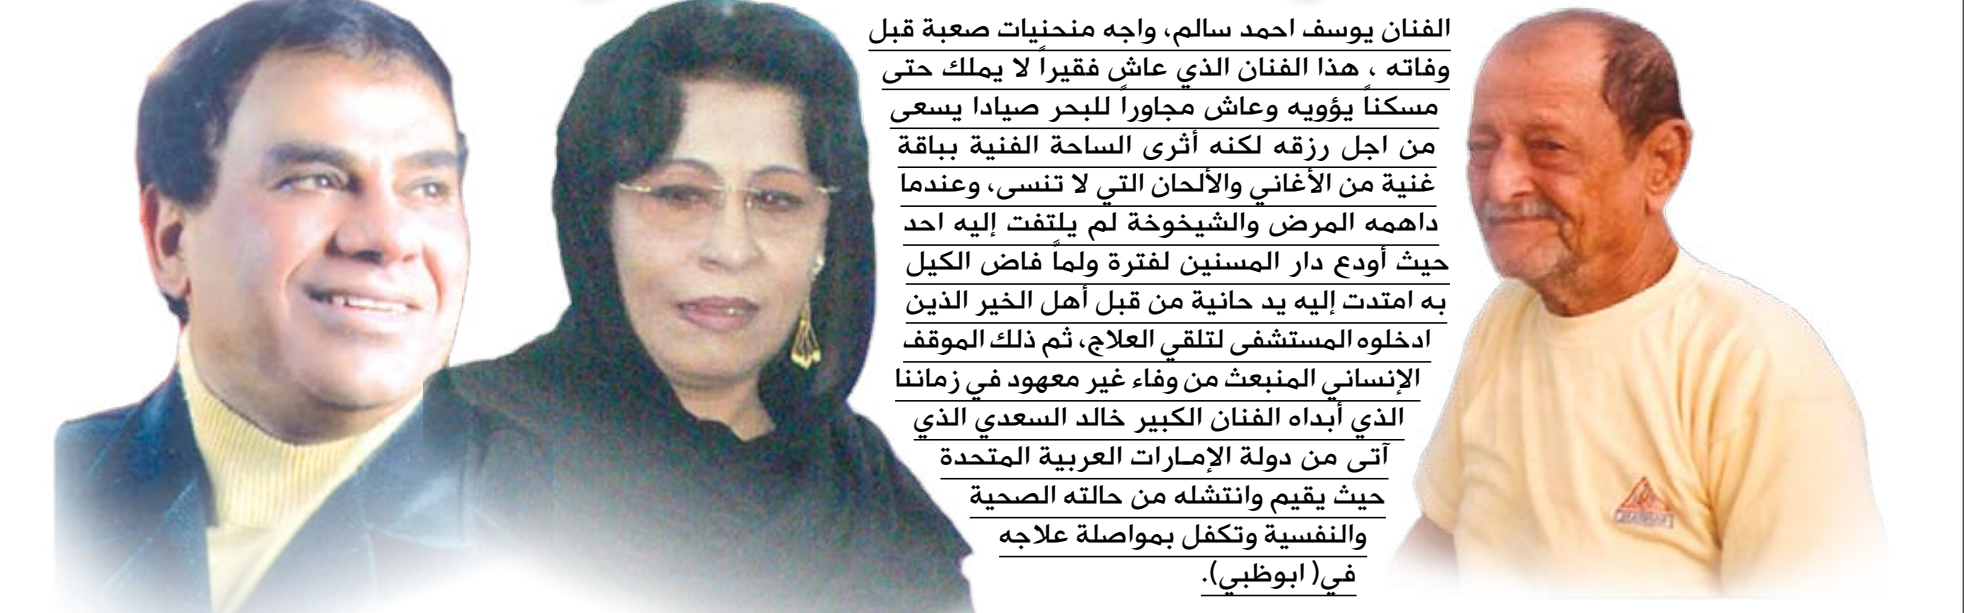 الفنان يوسف احمد سالم، واجه منحنيات صعبة قبل
وفاته ، هذا الفنان الذي عاش فقيراً لا يملك حتى
مسكناً يؤويه وعاش مجاوراً للبحر صيادا يسعى
من اجل رزقه لكنه أثرى الساحة الفنية بباقة
غنية من الأغاني والألحان التي لا تنسى، وعندما
داهمه المرض والشيخوخة لم يلتفت إليه احد
حيث أودع دار المسنين لفترة ولماً فاض الكيل
به امتدت إليه يد حانية من قبل أهل الخير الذين
ادخلوه المستشفى لتلقي العلاج، ثم ذلك الموقف
الإنساني المنبعث من وفاء غير معهود في زماننا
الذي أبداه الفنان الكبير خالد السعدي الذي
آتى من دولة الإمارات العربية المتحدة
حيث يقيم وانتشله من حالته الصحية
والنفسية وتكفل بمواصلة علاجه
في( ابوظبي).